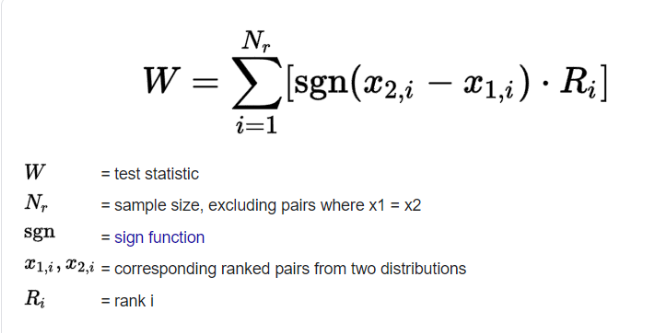 W = \sum_{i=1}^{N_r} [sgn(x_{2,i} − x_{1,i}) · R_i]
W = test statistic
N_r = sample size, excluding pairs where x1 = x2
sgn = sign function
x_{1,i}, x_{2,i} = corresponding ranked pairs from two distributions
R_i = rank i